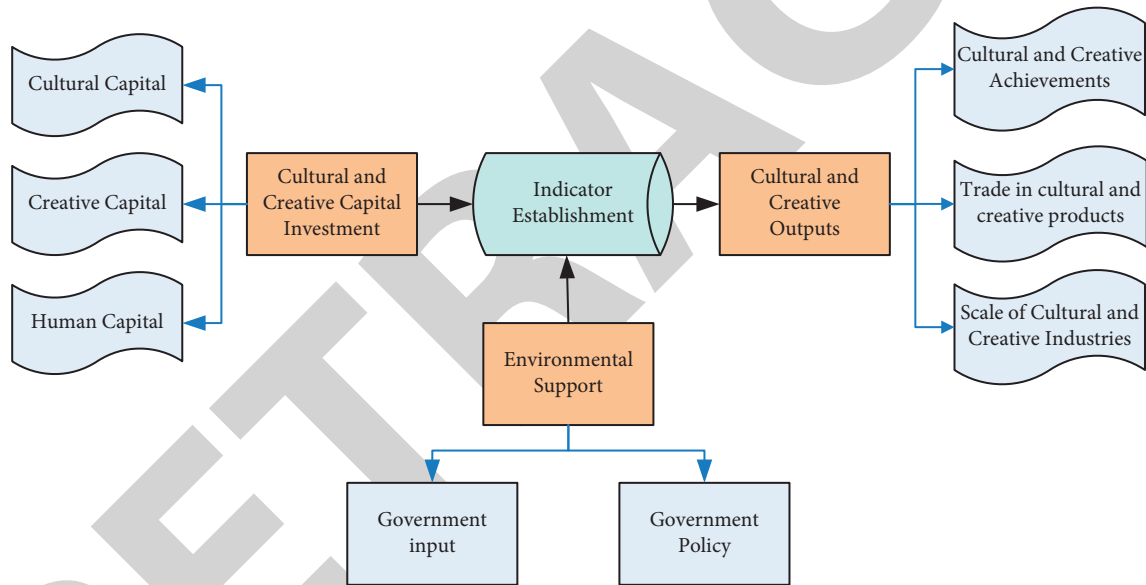 Cultural Capital
Creative Capital
Human Capital
Cultural and
Creative Capital
Investment
Indicator
Establishment
Cultural and
Creative
Outputs
Environmental
Support
Government
input
Government
Policy
Cultural and Creative
Achievements
Trade in cultural and
creative products
Scale of Cultural and
Creative Industries
ETRAC